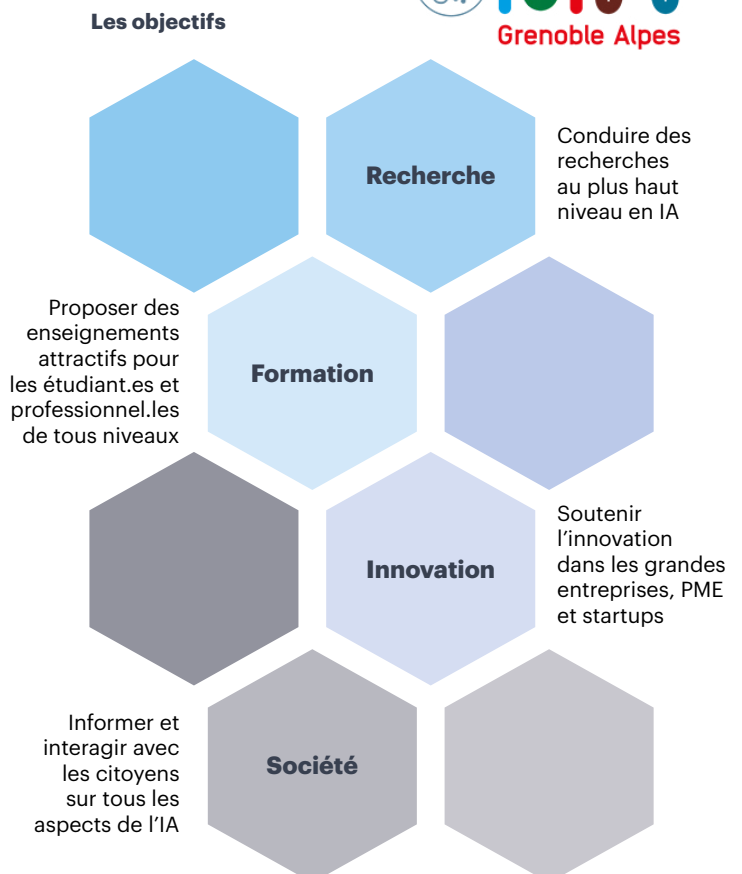 Les objectifs
Grenoble Alpes
Recherche
Conduire des
recherches
au plus haut
niveau en IA
Proposer des
enseignements
attractifs pour
les étudiant.es et
professionnel.les
de tous niveaux
Formation
Innovation
Soutenir
l’innovation
dans les grandes
entreprises, PME
et startups
Informer et
interagir avec
les citoyens
sur tous les
aspects de l’IA
Société